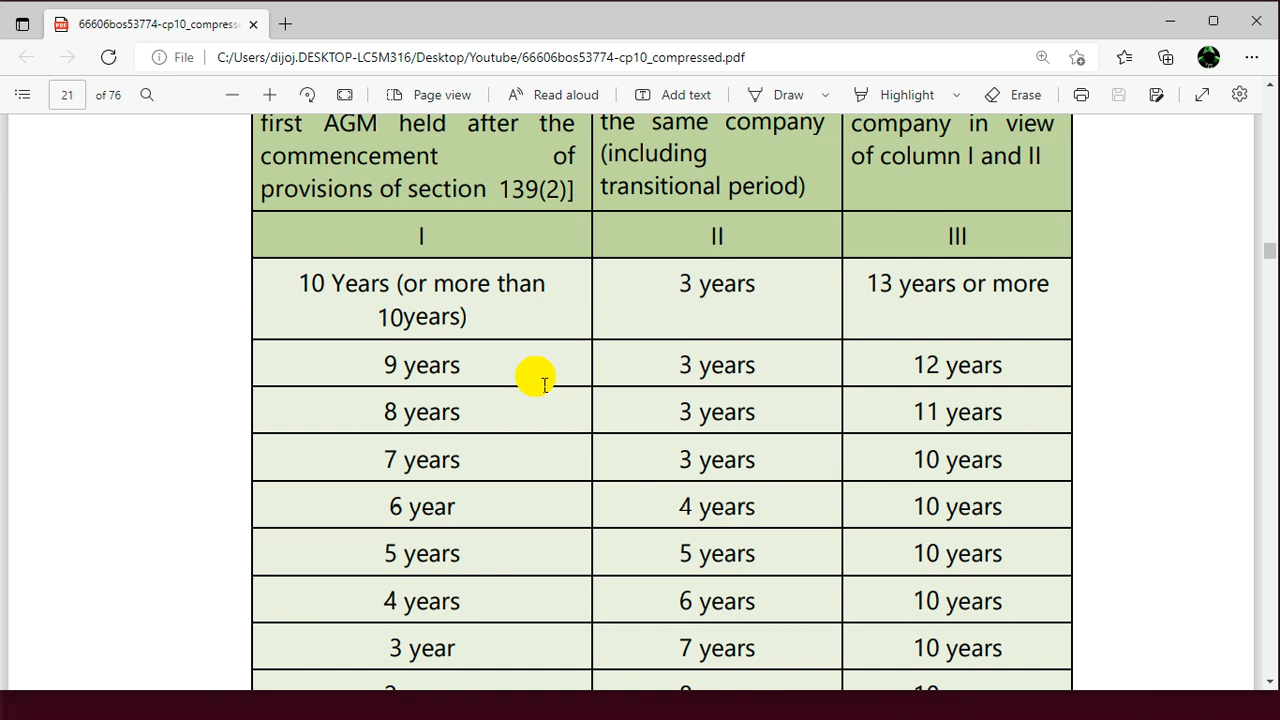 66606bos53774-cp10_compresse
File C:/Users/dijoj.DESKTOP-LC5M316/Desktop/Youtube/66606bos53774-cp10_compressed.pdf
21 of 76 Page view Read aloud Add text Draw Highlight Erase
first AGM held after the
commencement of
provisions of section 139(2)]
the same company
(including
transitional period)
company in view
of column I and II
I II III
10 Years (or more than
10years)
3 years 13 years or more
9 years 3 years 12 years
8 years 3 years 11 years
7 years 3 years 10 years
6 year 4 years 10 years
5 years 5 years 10 years
4 years 6 years 10 years
3 year 7 years 10 years